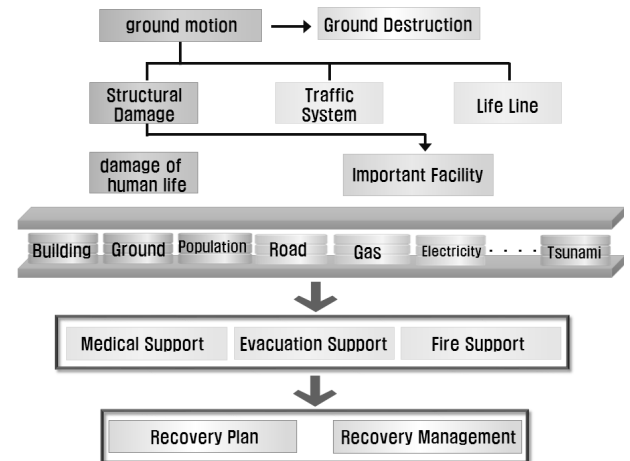 ground motion
Ground Destruction
Structural
Damage
Traffic
System
Life Line
damage of
human life
Important Facility
Building
Ground
Population
Road
Gas
Electricity
. . . .
Tsunami
Medical Support
Evacuation Support
Fire Support
Recovery Plan
Recovery Management